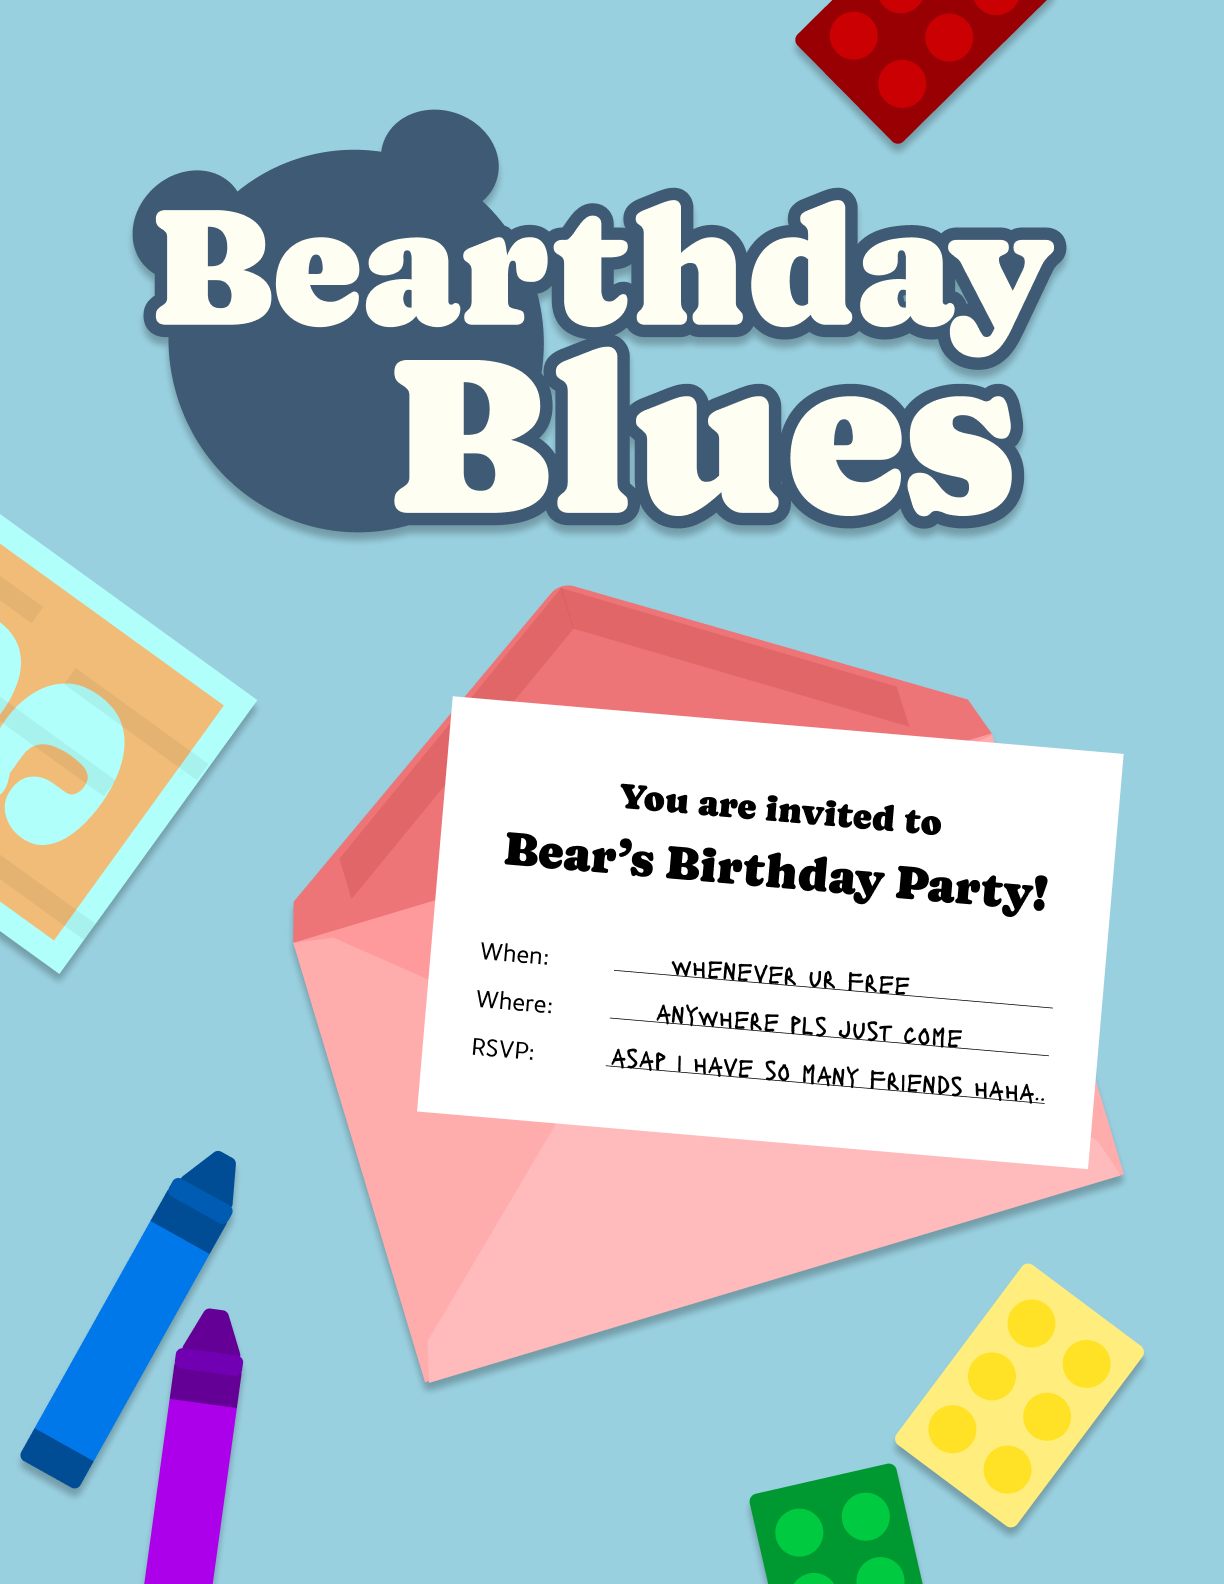 Bearthday
Blues
You are invited to
Bear's Birthday Party!
When: WHENEVER UR FREE
Where: ANYWHERE PLS JUST COME
RSVP: ASAP I HAVE SO MANY FRIENDS HAHA..